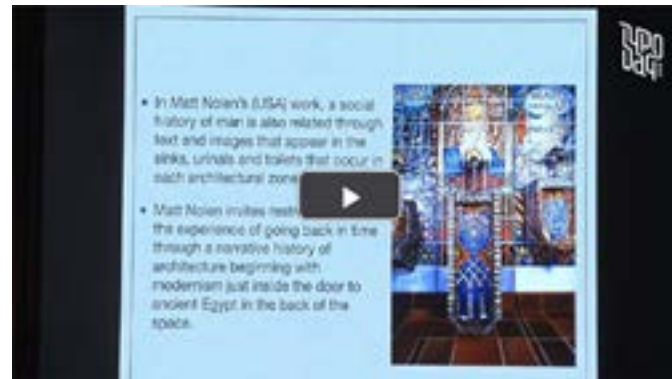 • In Matt Nolen's (USA) work, a social
history of man is also related through
text and images that appear in the
sinks, urinals and toilets that occur in
each architectural zone
• Matt Nolen invites
the experience of going back in time
through a narrative history of
architecture beginning with
modernism just inside the door to
ancient Egypt in the back of the
space.